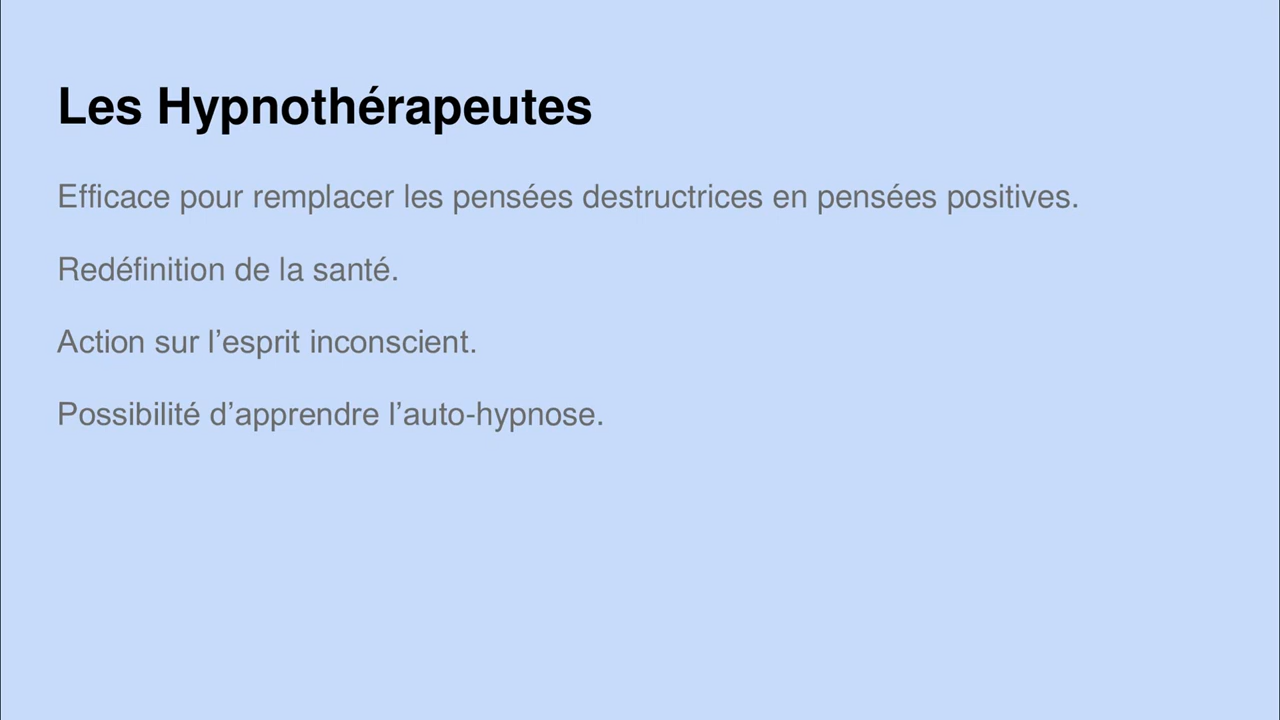 Les Hypnothérapeutes
Efficace pour remplacer les pensées destructrices en pensées positives.
Redéfinition de la santé.
Action sur l’esprit inconscient.
Possibilité d’apprendre l’auto-hypnose.